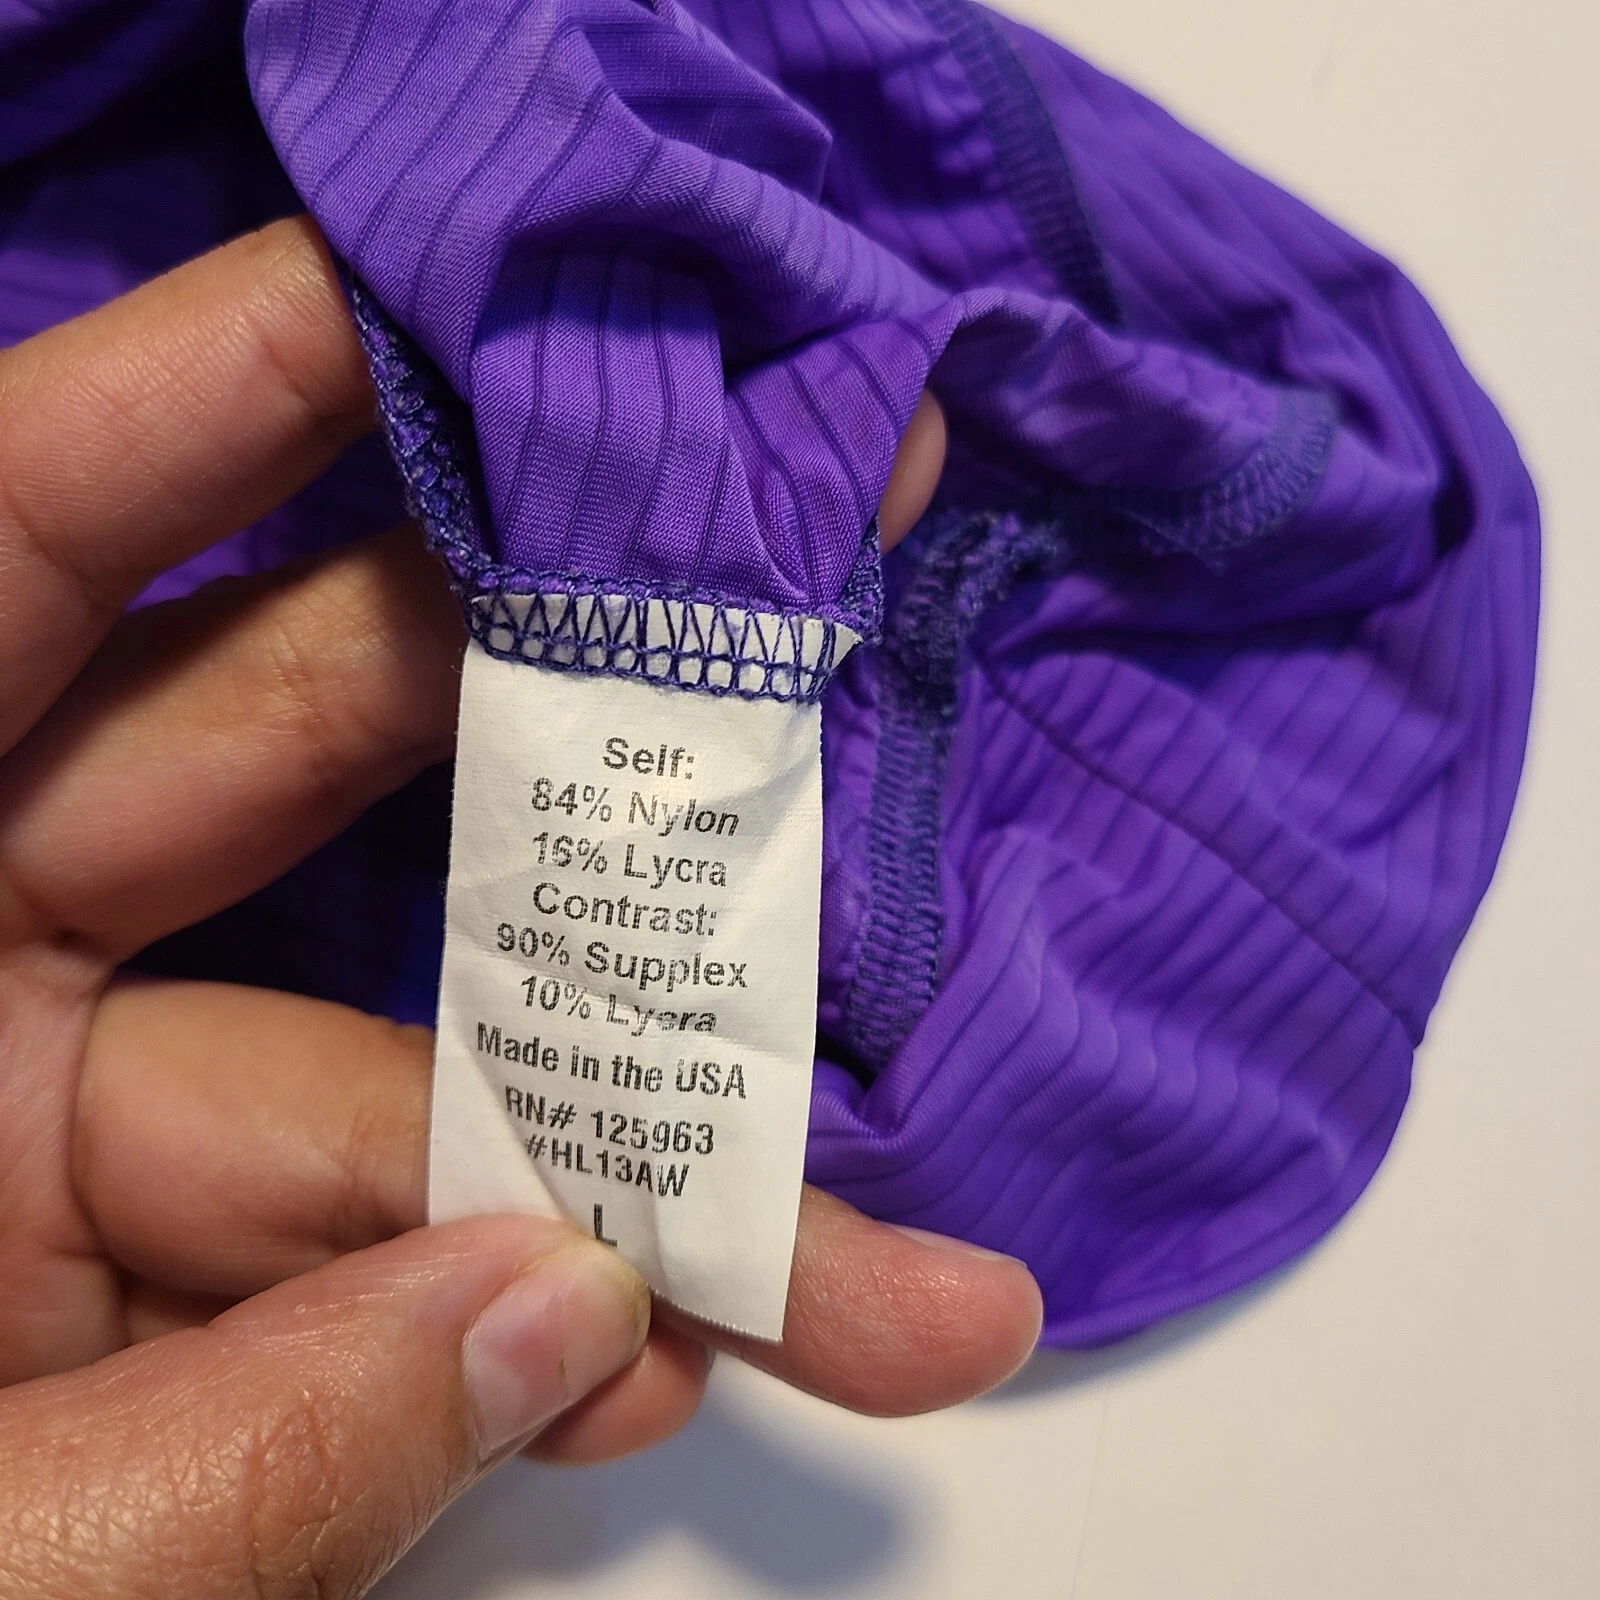 Self:
84% Nylon
16% Lycra
Contrast:
90% Supplex
10% Lycra
Made in the USA
RN# 125963
#HL13AW
L